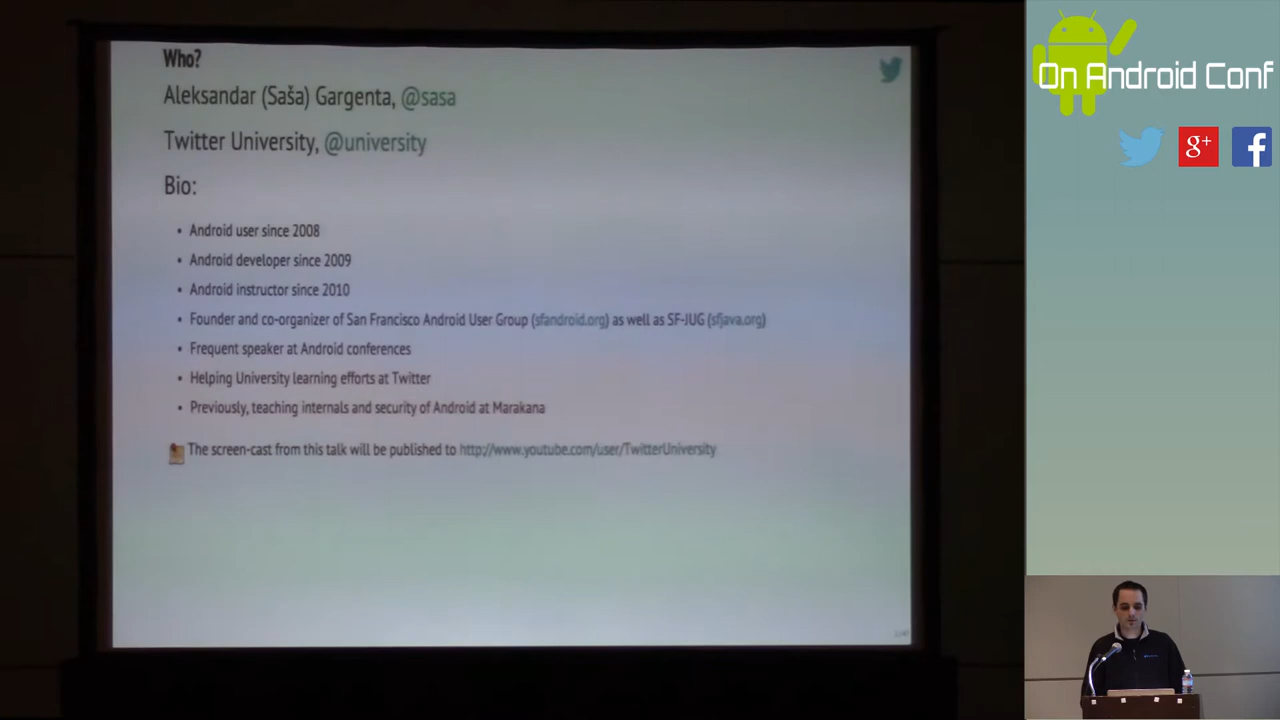 Who?
Aleksandar (Saša) Gargenta, @sasa
Twitter University, @university
Bio:
• Android user since 2008
• Android developer since 2009
• Android instructor since 2010
• Founder and co-organizer of San Francisco Android User Group (sfandroid.org) as well as SF-JUG (sfjava.org)
• Frequent speaker at Android conferences
• Helping University learning efforts at Twitter
• Previously, teaching internals and security of Android at Marakana
The screen-cast from this talk will be published to http://www.youtube.com/user/TwitterUniversity
On Android Conf
g+ f